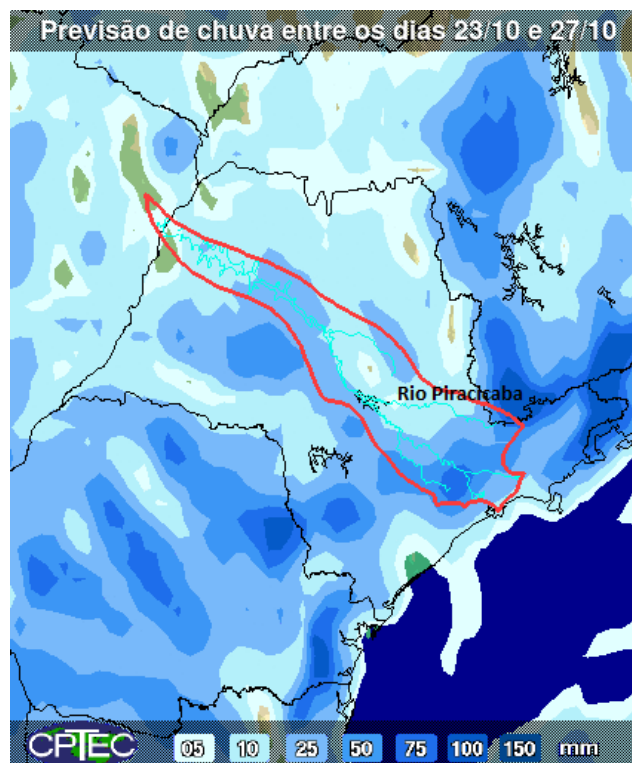 Previsão de chuva entre os dias 23/10 e 27/10
Rio Piracicaba
CPTEC 05 10 25 50 75 100 150 mm